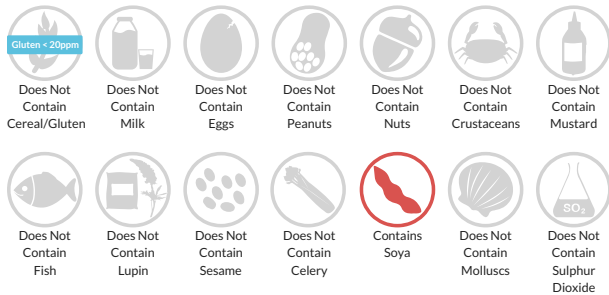 Gluten < 20ppm
Does Not
Contain
Cereal/Gluten
Does Not
Contain
Milk
Does Not
Contain
Eggs
Does Not
Contain
Peanuts
Does Not
Contain
Nuts
Does Not
Contain
Crustaceans
Does Not
Contain
Mustard
Does Not
Contain
Fish
Does Not
Contain
Lupin
Does Not
Contain
Sesame
Does Not
Contain
Celery
Contains
Soya
Does Not
Contain
Molluscs
SO₂
Does Not
Contain
Sulphur
Dioxide